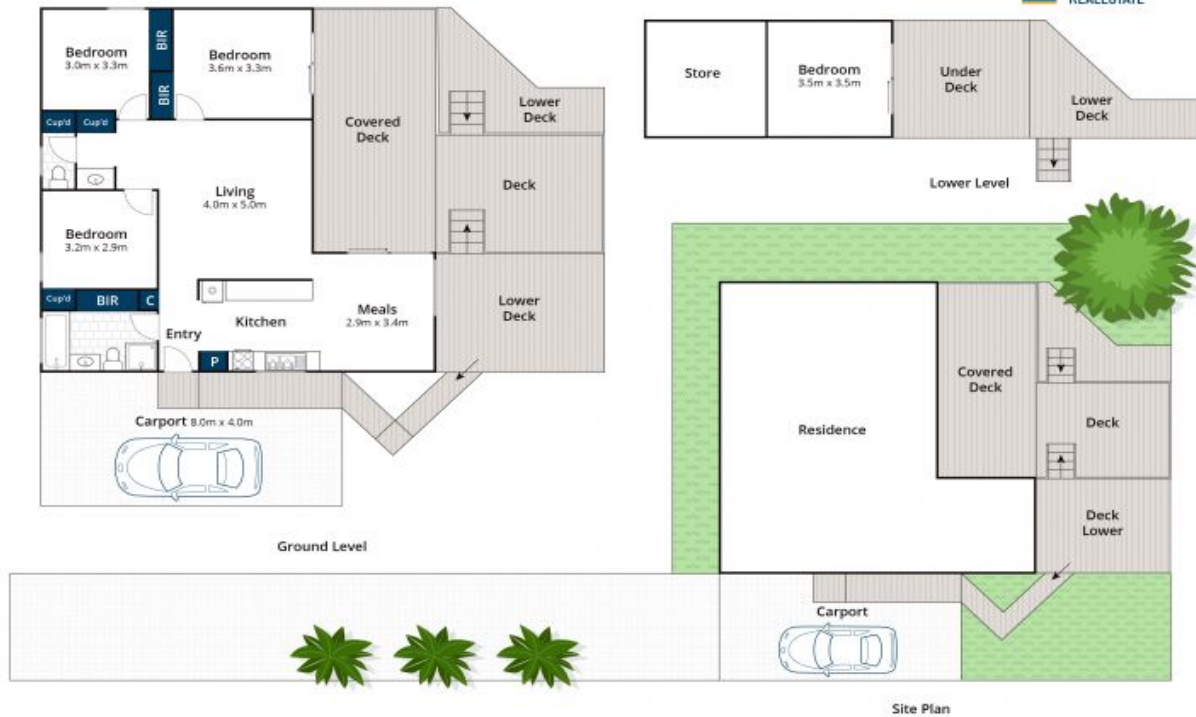 REALESTATE
Bedroom
3.0m x 3.3m
BIR
BIR
Bedroom
3.6m x 3.3m
Cup'd
Cup'd
Covered
Deck
Lower
Deck
Deck
Living
4.0m x 5.0m
Bedroom
3.2m x 2.9m
Cup'd
BIR
C
Entry
Kitchen
P
Meals
2.9m x 3.4m
Lower
Deck
Carport 8.0m x 4.0m
Ground Level
Store
Bedroom
3.5m x 3.5m
Under
Deck
Lower
Deck
Lower Level
Residence
Covered
Deck
Deck
Deck
Lower
Carport
Site Plan